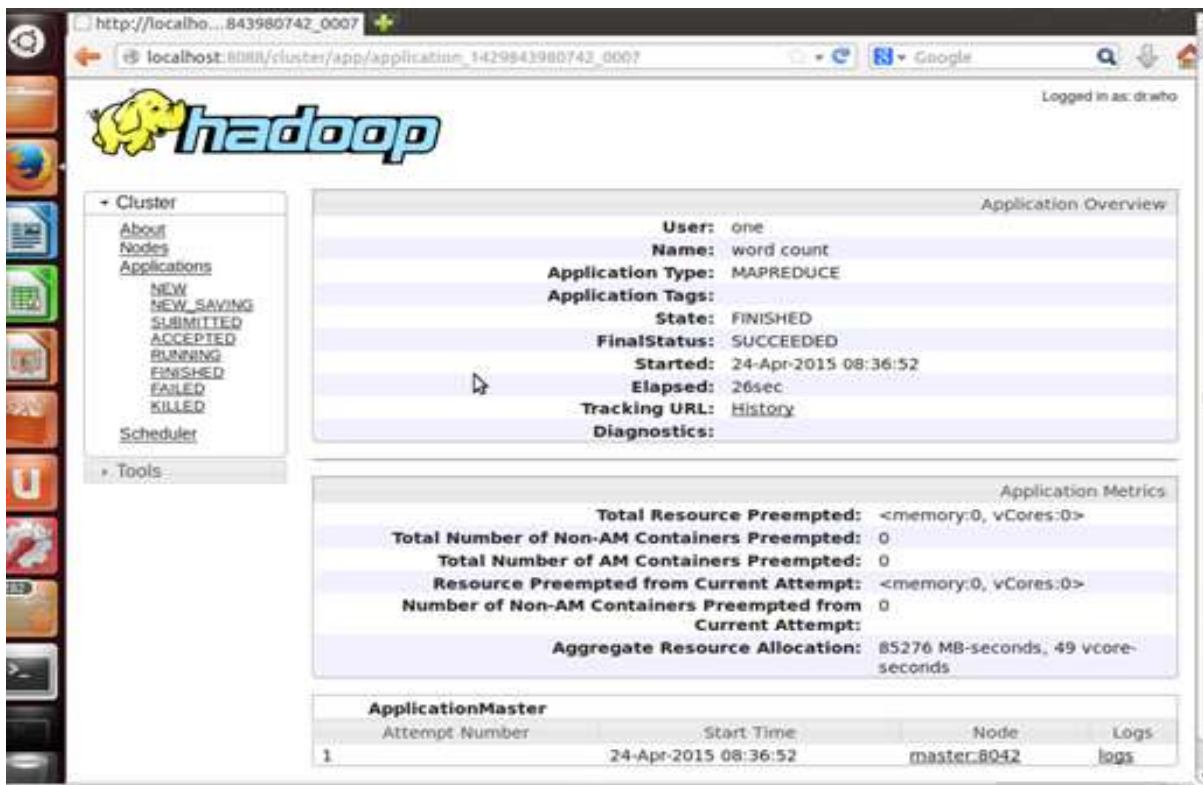 http://localho...843980742_0007
localhost:8088/cluster/app/application_1429843980742_0007
Google
Logged in as: dr.who
hadoop
Cluster
About
Nodes
Applications
NEW
NEW_SAVING
SUBMITTED
ACCEPTED
RUNNING
FINISHED
FAILED
KILLED
Scheduler
Tools
Application Overview
User: one
Name: word count
Application Type: MAPREDUCE
Application Tags:
State: FINISHED
FinalStatus: SUCCEEDED
Started: 24-Apr-2015 08:36:52
Elapsed: 26sec
Tracking URL: History
Diagnostics:
Application Metrics
Total Resource Preempted: <memory:0, vCores:0>
Total Number of Non-AM Containers Preempted: 0
Total Number of AM Containers Preempted: 0
Resource Preempted from Current Attempt: <memory:0, vCores:0>
Number of Non-AM Containers Preempted from 0
Current Attempt:
Aggregate Resource Allocation: 85276 MB-seconds, 49 vcore-
seconds
ApplicationMaster
Attempt Number Start Time Node Logs
1 24-Apr-2015 08:36:52 master:8042 logs